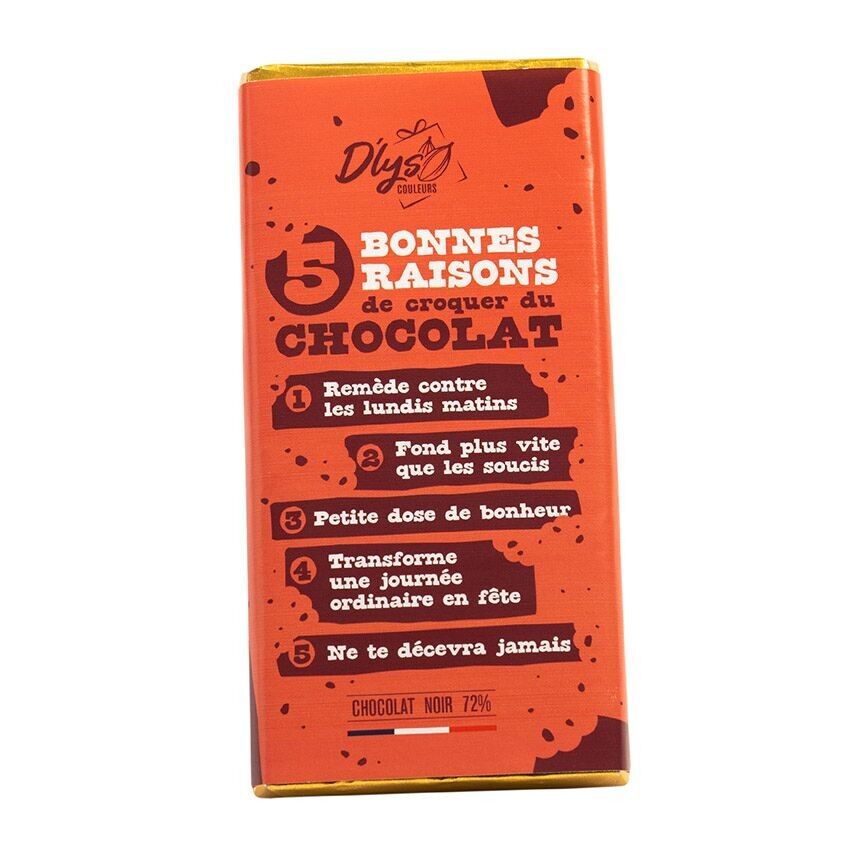 D'lys
COULEURS
5 BONNES
RAISONS
de croquer du
CHOCOLAT
1 Remède contre
les lundis matins
2 Fond plus vite
que les soucis
3 Petite dose de bonheur
4 Transforme
une journée
ordinaire en fête
5 Ne te décevra jamais
CHOCOLAT NOIR 72%